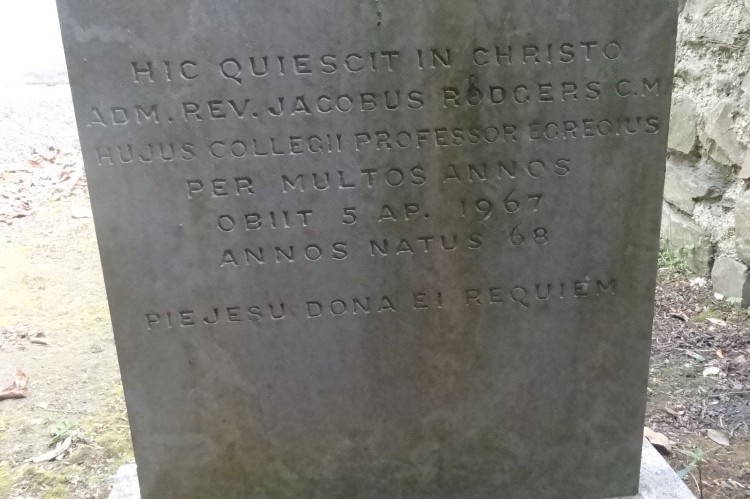 HIC QUIESCIT IN CHRISTO
ADM. REV. JACOBUS RODGERS C.M.
HUJUS COLLEGII PROFESSOR EGREGIUS
PER MULTOS ANNOS
OBIIT 5 AP. 1967
ANNOS NATUS 68
PIE JESU DONA EI REQUIEM